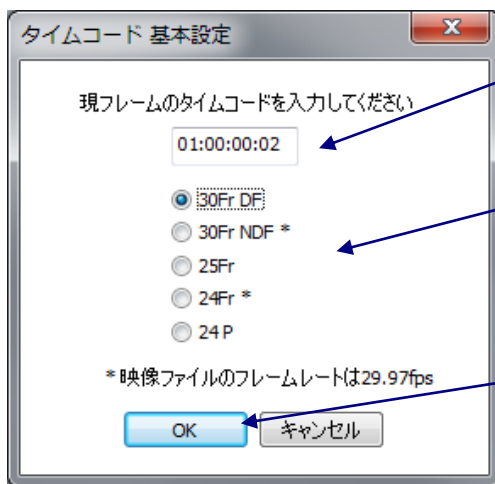 タイムコード 基本設定
現フレームのタイムコードを入力してください
01:00:00:02
30Fr DF
30Fr NDF *
25Fr
24Fr *
24 P
* 映像ファイルのフレームレートは29.97fps
OK
キャンセル